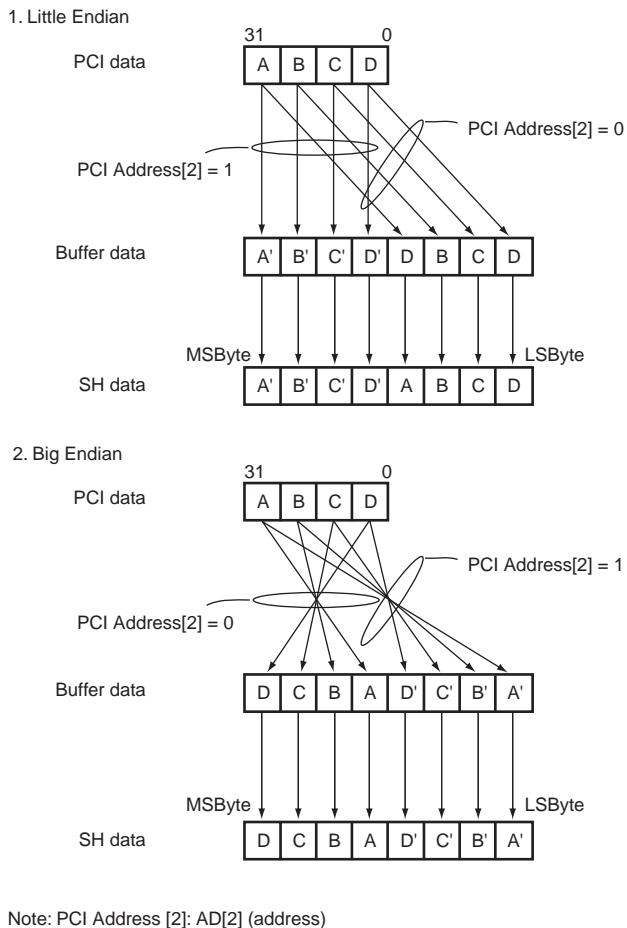 1. Little Endian
31 0
PCI data A B C D
PCI Address[2] = 0
PCI Address[2] = 1
Buffer data A' B' C' D' D B C D
MSByte LSByte
SH data A' B' C' D' A B C D
2. Big Endian
31 0
PCI data A B C D
PCI Address[2] = 1
PCI Address[2] = 0
Buffer data D C B A D' C' B' A'
MSByte LSByte
SH data D C B A D' C' B' A'
Note: PCI Address [2]: AD[2] (address)